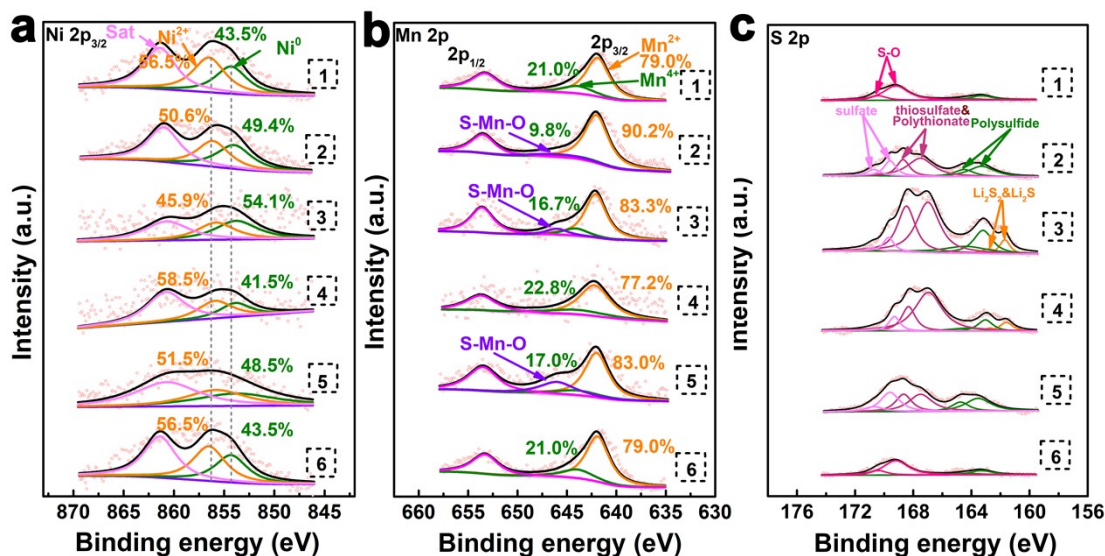 a
Ni 2p3/2
Sat
Ni2+
43.5%
56.5%
Ni0
1
50.6%
49.4%
2
45.9%
54.1%
3
58.5%
41.5%
4
51.5%
48.5%
5
56.5%
43.5%
6
870 865 860 855 850 845
Binding energy (eV)
Intensity (a.u.)
b
Mn 2p
2p1/2
2p3/2
Mn2+
21.0%
79.0%
Mn4+
1
S-Mn-O
9.8%
90.2%
2
S-Mn-O
16.7%
83.3%
3
22.8%
77.2%
4
S-Mn-O
17.0%
83.0%
5
21.0%
79.0%
6
660 655 650 645 640 635 630
Binding energy (eV)
Intensity (a.u.)
c
S 2p
S-O
1
sulfate
thiosulfate&
Polythionate
Polysulfide
2
Li2S2&Li2S
3
4
5
6
176 172 168 164 160 156
Binding energy (eV)
Intensity (a.u.)